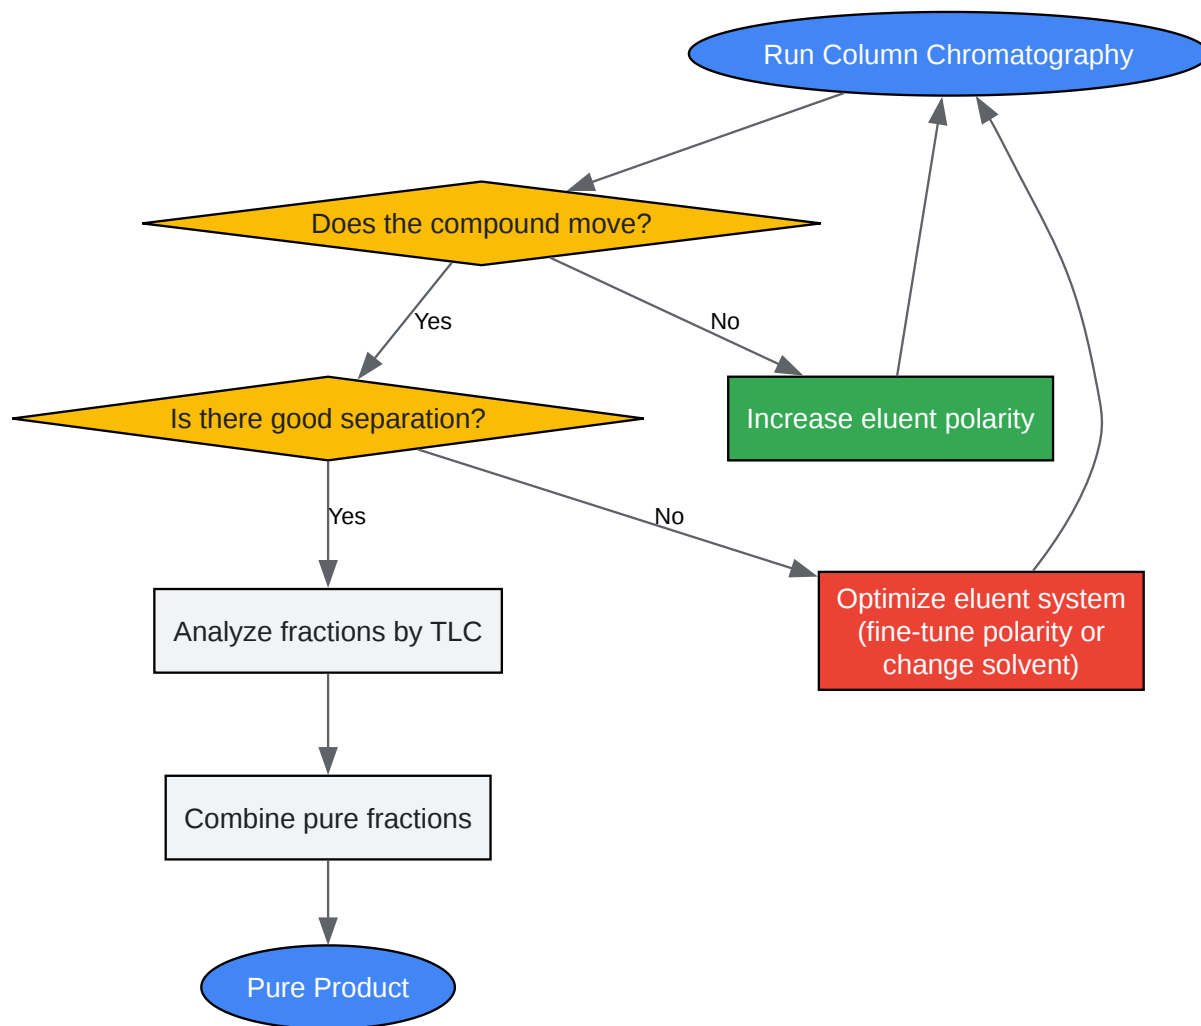 Run Column Chromatography
Does the compound move?
Yes
No
Is there good separation?
Increase eluent polarity
Yes
No
Analyze fractions by TLC
Optimize eluent system
(fine-tune polarity or
change solvent)
Combine pure fractions
Pure Product